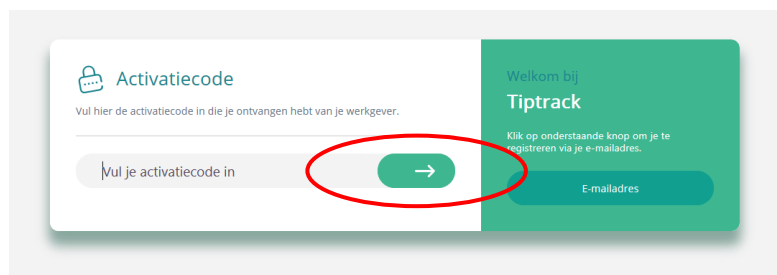 Activatiecode
Vul hier de activatiecode in die je ontvangen hebt van je werkgever.
Vul je activatiecode in
Welkom bij
Tiptrack
Klik op onderstaande knop om je te
registreren via je e-mailadres.
E-mailadres